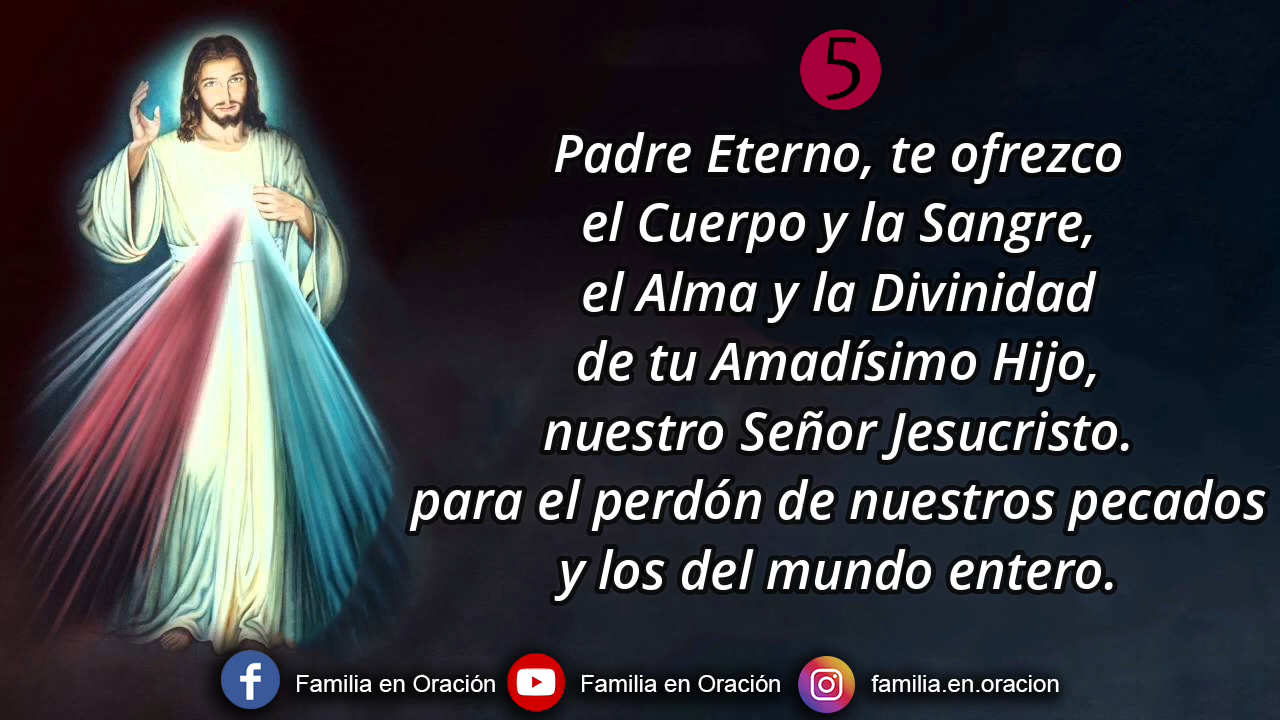 5
Padre Eterno, te ofrezco
el Cuerpo y la Sangre,
el Alma y la Divinidad
de tu Amadísimo Hijo,
nuestro Señor Jesucristo.
para el perdón de nuestros pecados
y los del mundo entero.
Familia en Oración Familia en Oración familia.en.oracion